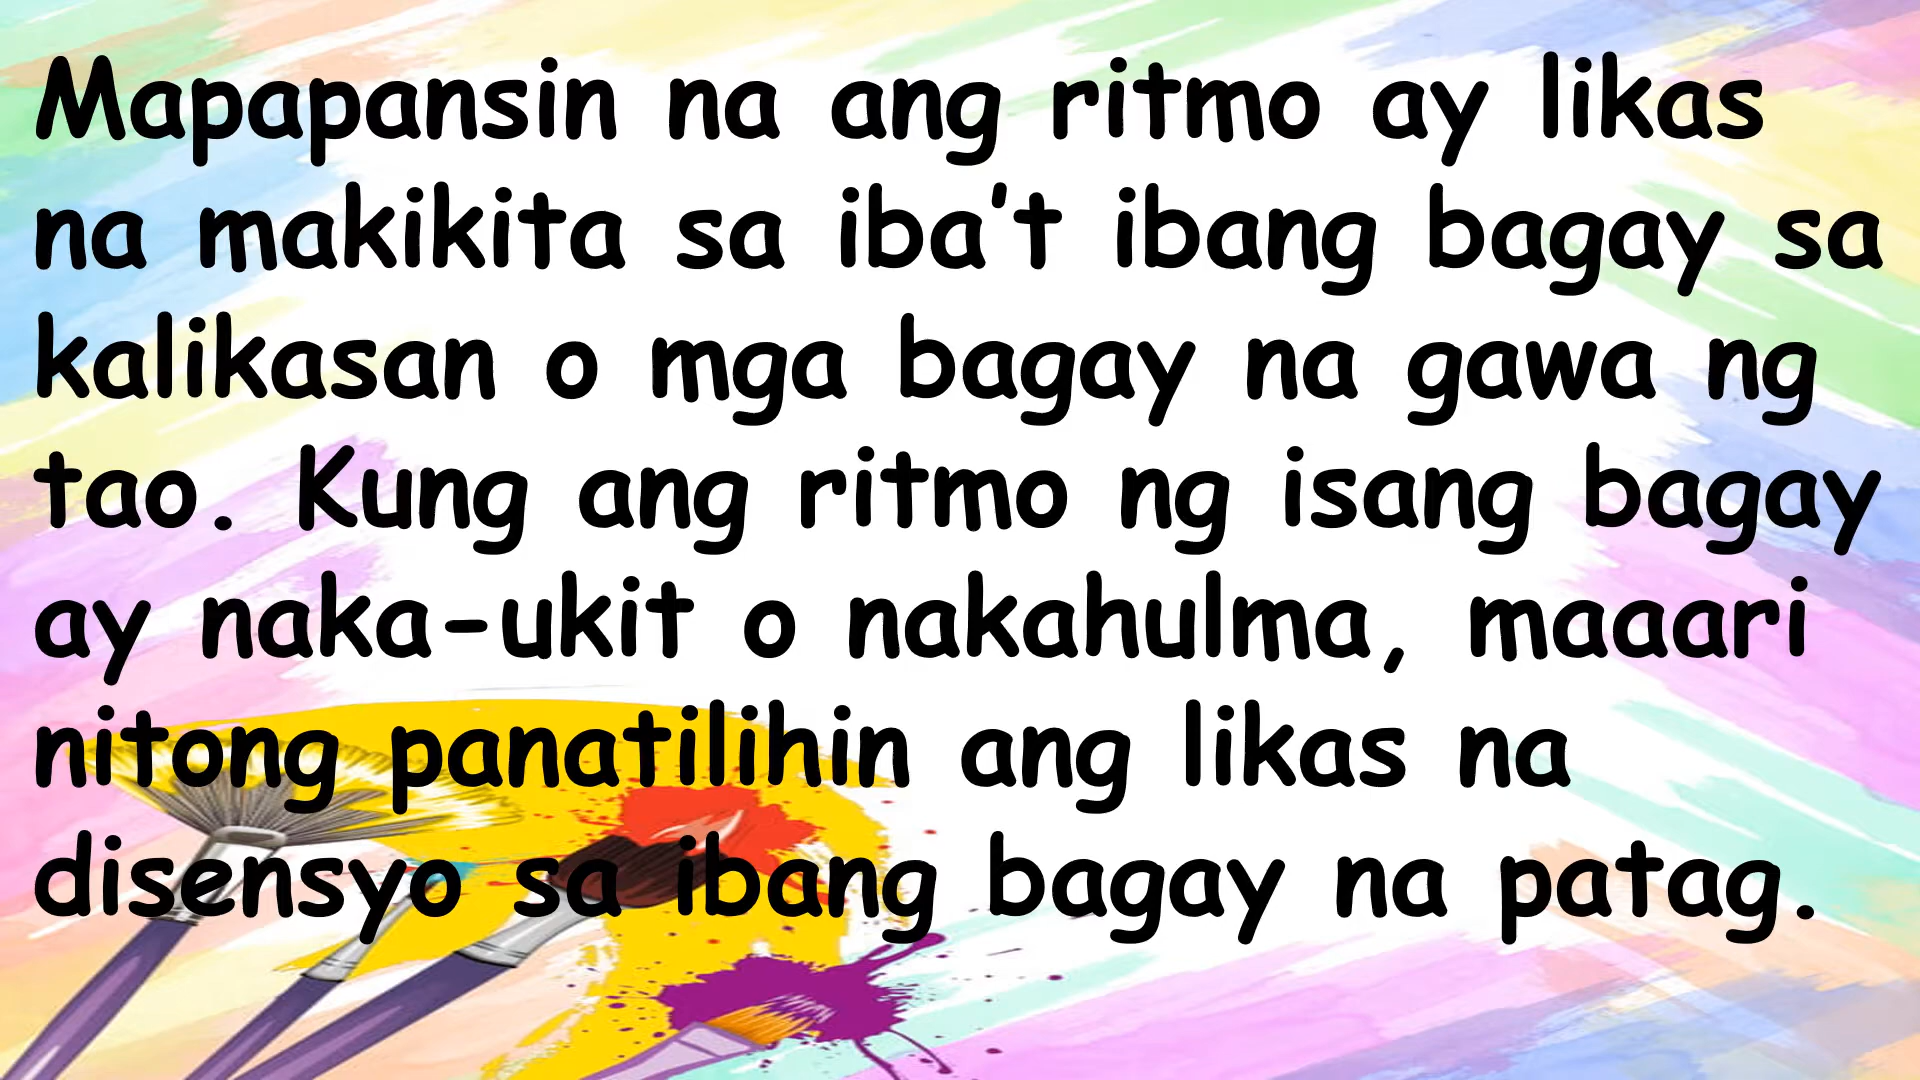 Mapapansin na ang ritmo ay likas
na makikita sa iba’t ibang bagay sa
kalikasan o mga bagay na gawa ng
tao. Kung ang ritmo ng isang bagay
ay naka-ukit o nakahulma, maaari
nitong panatilihin ang likas na
disensyo sa ibang bagay na patag.